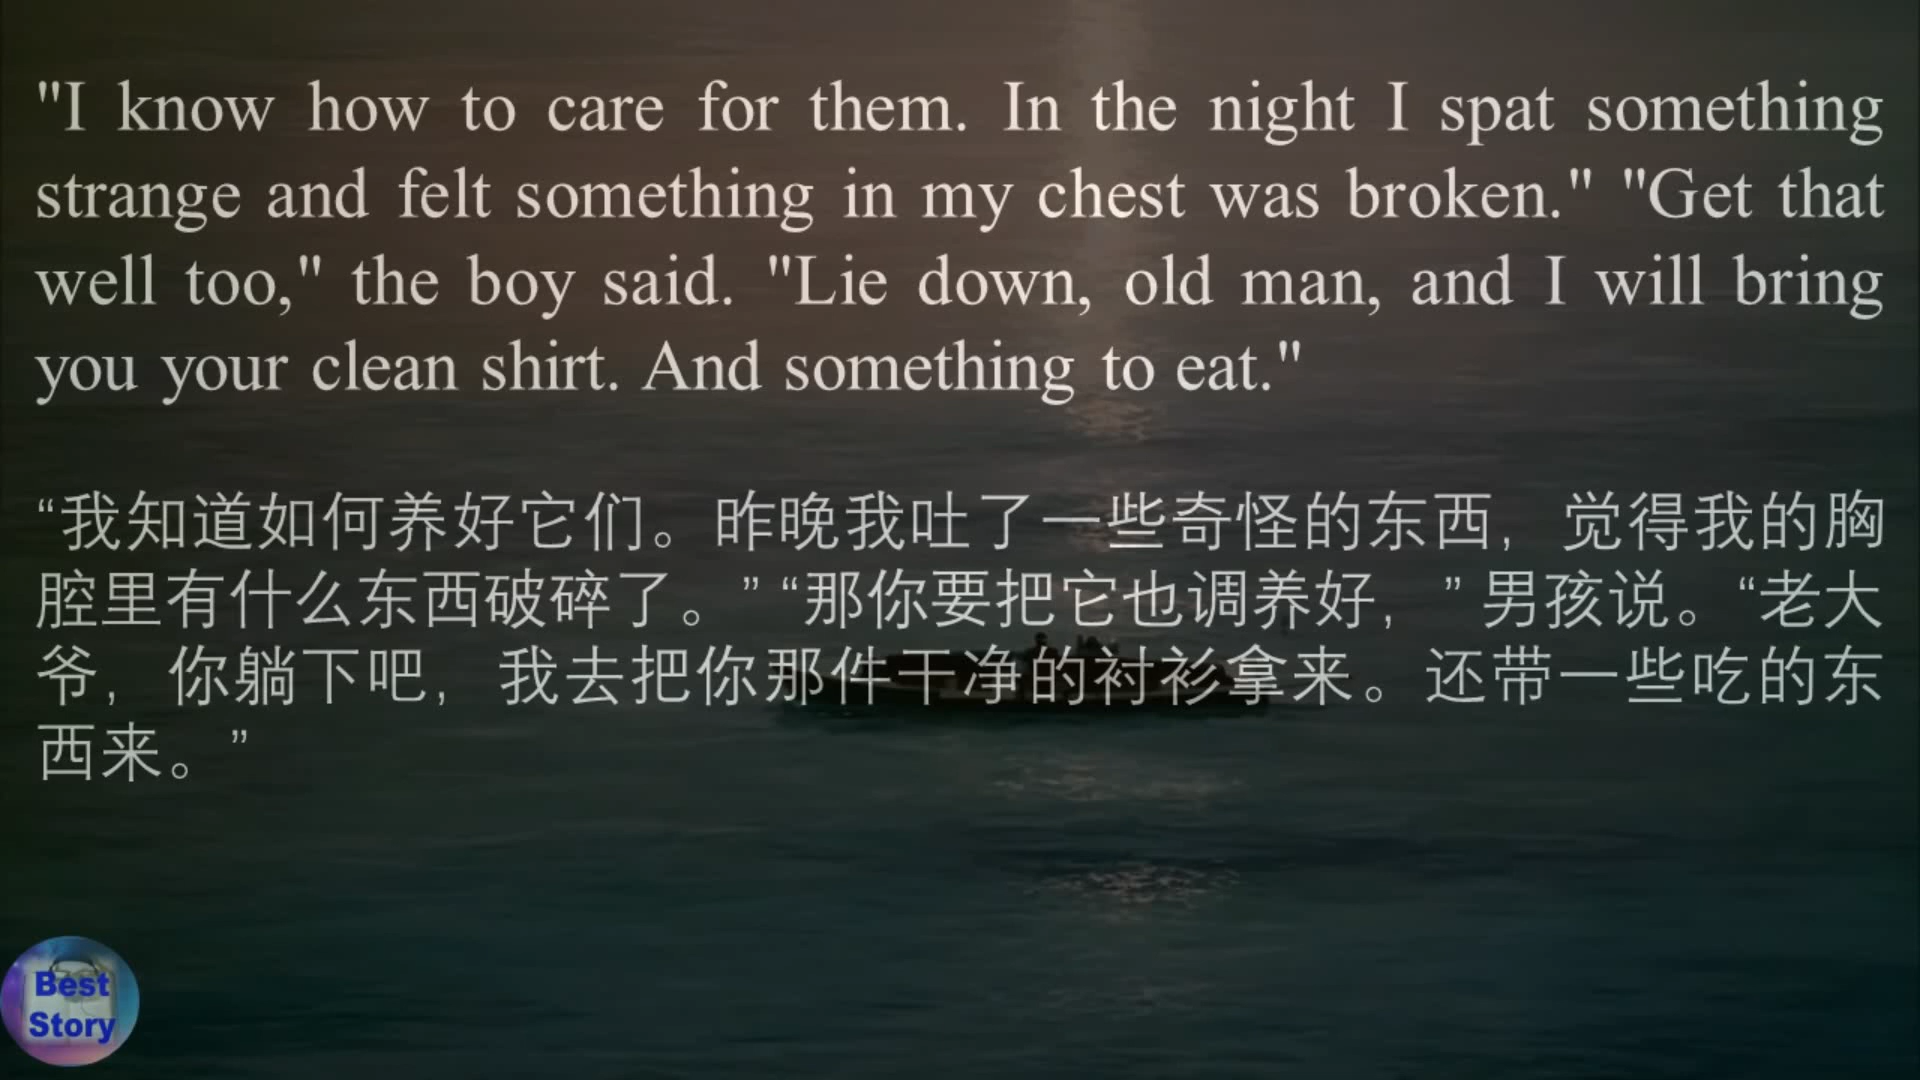 "I know how to care for them. In the night I spat something
strange and felt something in my chest was broken." "Get that
well too," the boy said. "Lie down, old man, and I will bring
you your clean shirt. And something to eat."
“我知道如何养好它们。昨晚我吐了一些奇怪的东西，觉得我的胸
腔里有什么东西破碎了。” “那你要把它也调养好，” 男孩说。“老大
爷，你躺下吧，我去把你那件干净的衬衫拿来。还带一些吃的东
西来。”
Best
Story